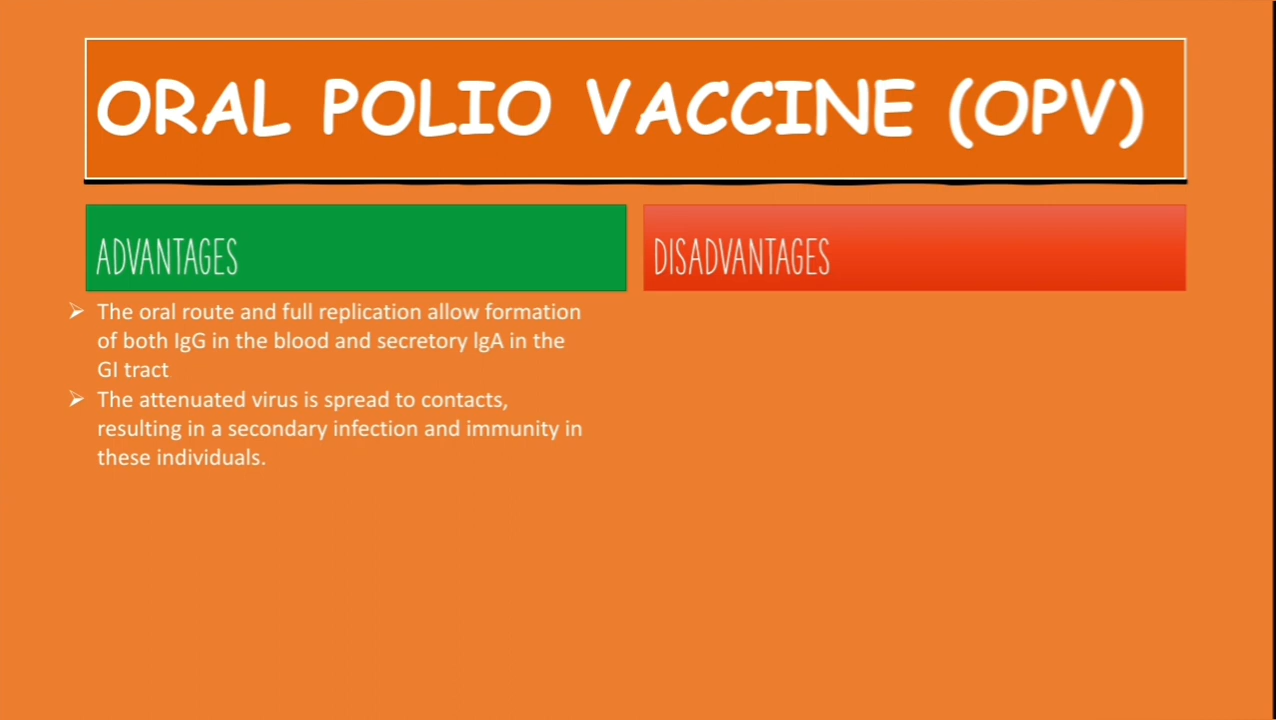 ORAL POLIO VACCINE (OPV)
ADVANTAGES
➢ The oral route and full replication allow formation
of both IgG in the blood and secretory lgA in the
GI tract
➢ The attenuated virus is spread to contacts,
resulting in a secondary infection and immunity in
these individuals.
DISADVANTAGES